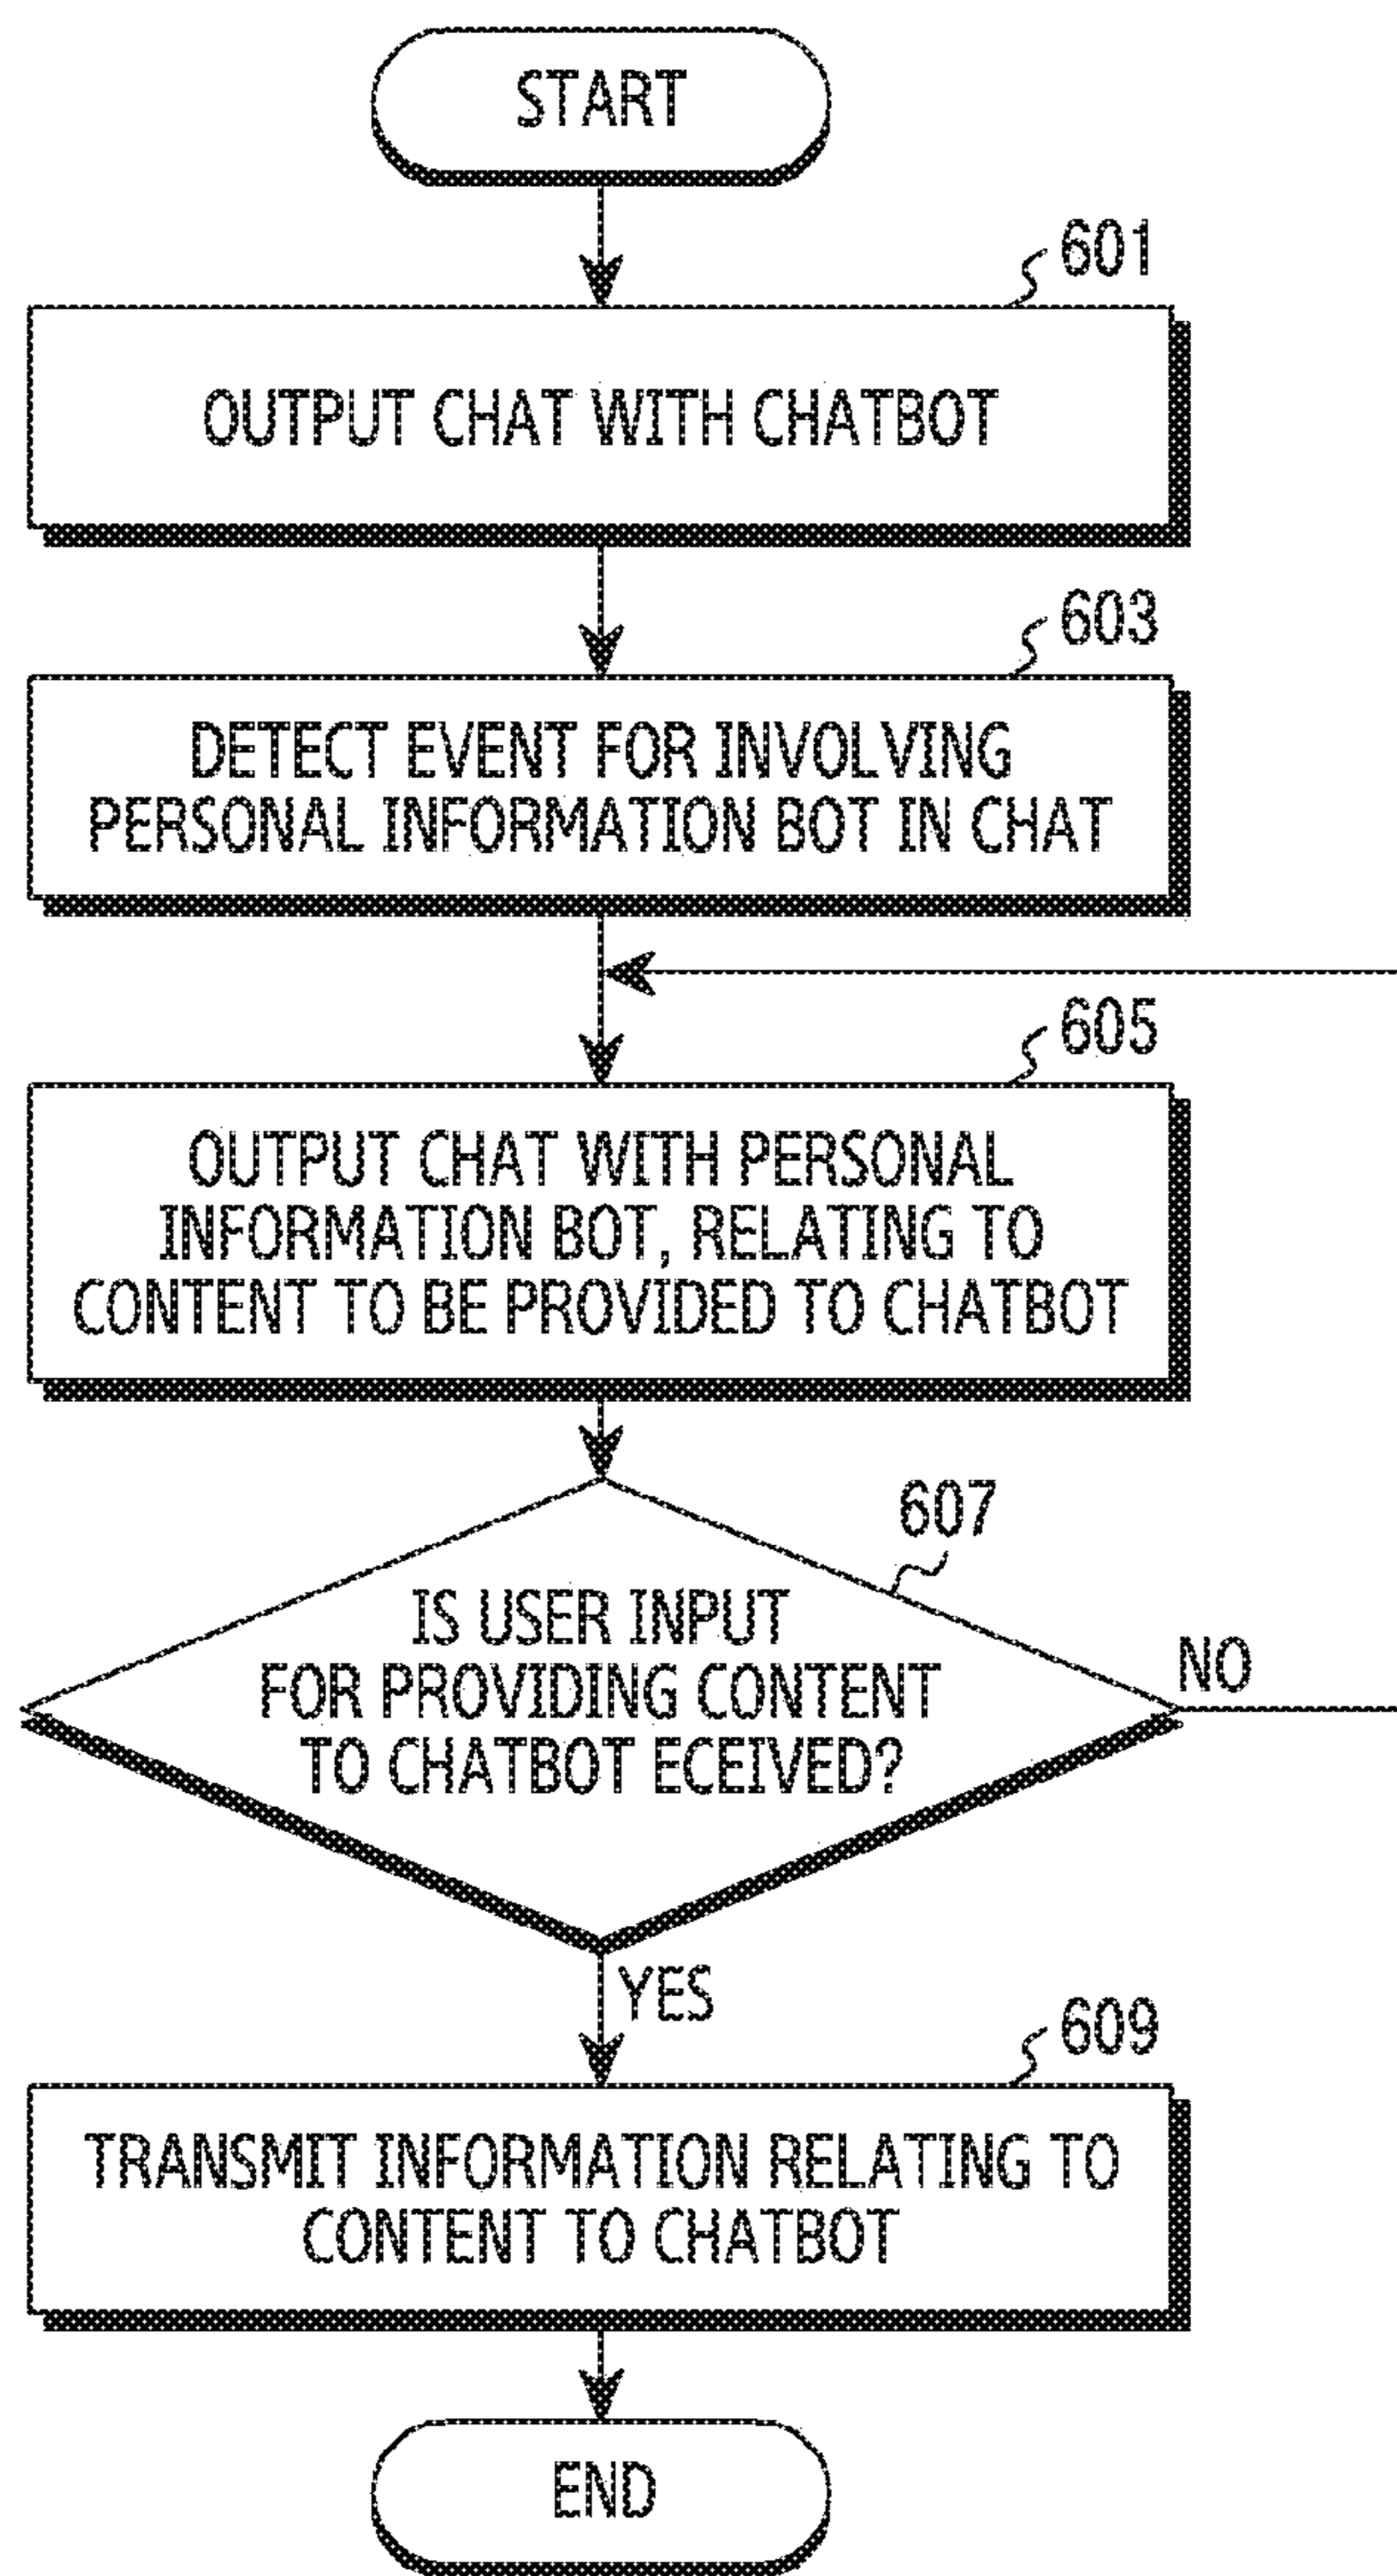 START
601
OUTPUT CHAT WITH CHATBOT
603
DETECT EVENT FOR INVOLVING
PERSONAL INFORMATION BOT IN CHAT
605
OUTPUT CHAT WITH PERSONAL
INFORMATION BOT, RELATING TO
CONTENT TO BE PROVIDED TO CHATBOT
607
IS USER INPUT
FOR PROVIDING CONTENT
TO CHATBOT ECEIVED?
NO
YES
609
TRANSMIT INFORMATION RELATING TO
CONTENT TO CHATBOT
END